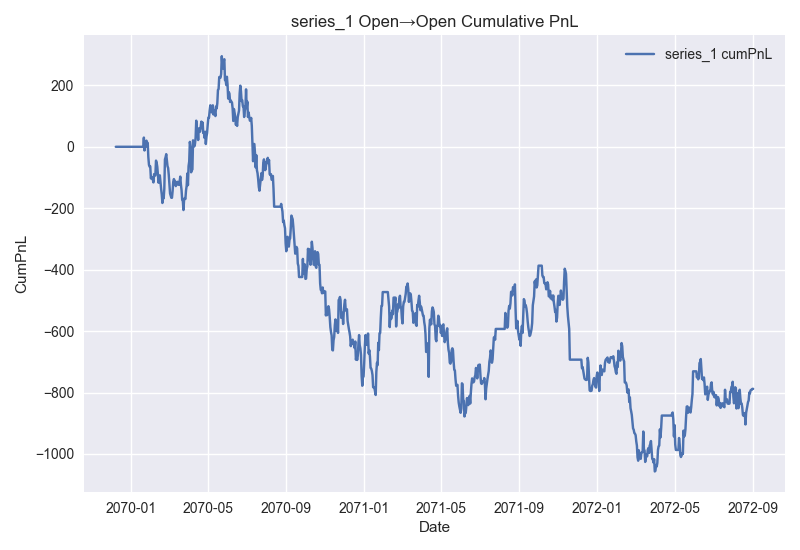 series_1 Open→Open Cumulative PnL
series_1 cumPnL
200
0
−200
−400
−600
−800
−1000
CumPnL
2070-01 2070-05 2070-09 2071-01 2071-05 2071-09 2072-01 2072-05 2072-09
Date